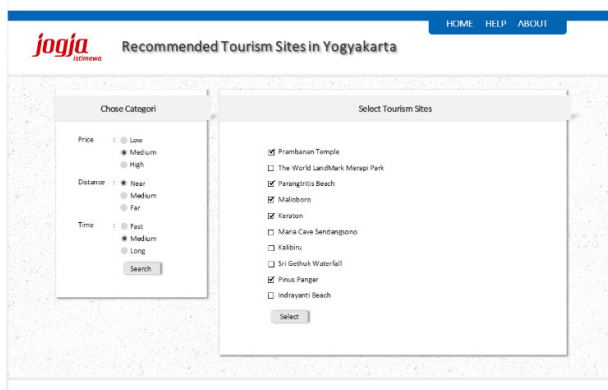 HOME HELP ABOUT
jogja
istimewa
Recommended Tourism Sites in Yogyakarta
Chose Categori
Price : Low
Medium
High
Distance : Near
Medium
Far
Time : Fast
Medium
Long
Search
Select Tourism Sites
Prambanan Temple
The World LandMark Merapi Park
Parangtritis Beach
Malioboro
Keraton
Maria Cave Sendangsono
Kalibiru
Sri Gethuk Waterfall
Pinus Panger
Indrayanti Beach
Select